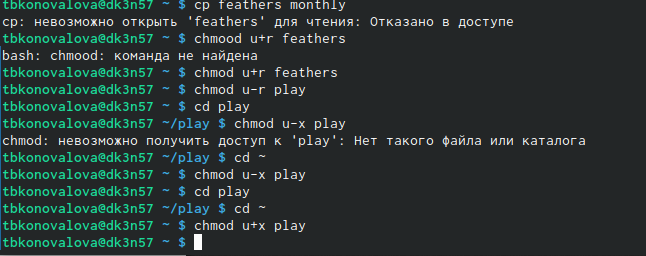 tbkonovalova@dk3n57 ~ $ cp feathers monthly
cp: невозможно открыть 'feathers' для чтения: Отказано в доступе
tbkonovalova@dk3n57 ~ $ chmood u+r feathers
bash: chmood: команда не найдена
tbkonovalova@dk3n57 ~ $ chmod u+r feathers
tbkonovalova@dk3n57 ~ $ chmod u-r play
tbkonovalova@dk3n57 ~ $ cd play
tbkonovalova@dk3n57 ~/play $ chmod u-x play
chmod: невозможно получить доступ к 'play': Нет такого файла или каталога
tbkonovalova@dk3n57 ~/play $ cd ~
tbkonovalova@dk3n57 ~ $ chmod u-x play
tbkonovalova@dk3n57 ~ $ cd play
tbkonovalova@dk3n57 ~/play $ cd ~
tbkonovalova@dk3n57 ~ $ chmod u+x play
tbkonovalova@dk3n57 ~ $